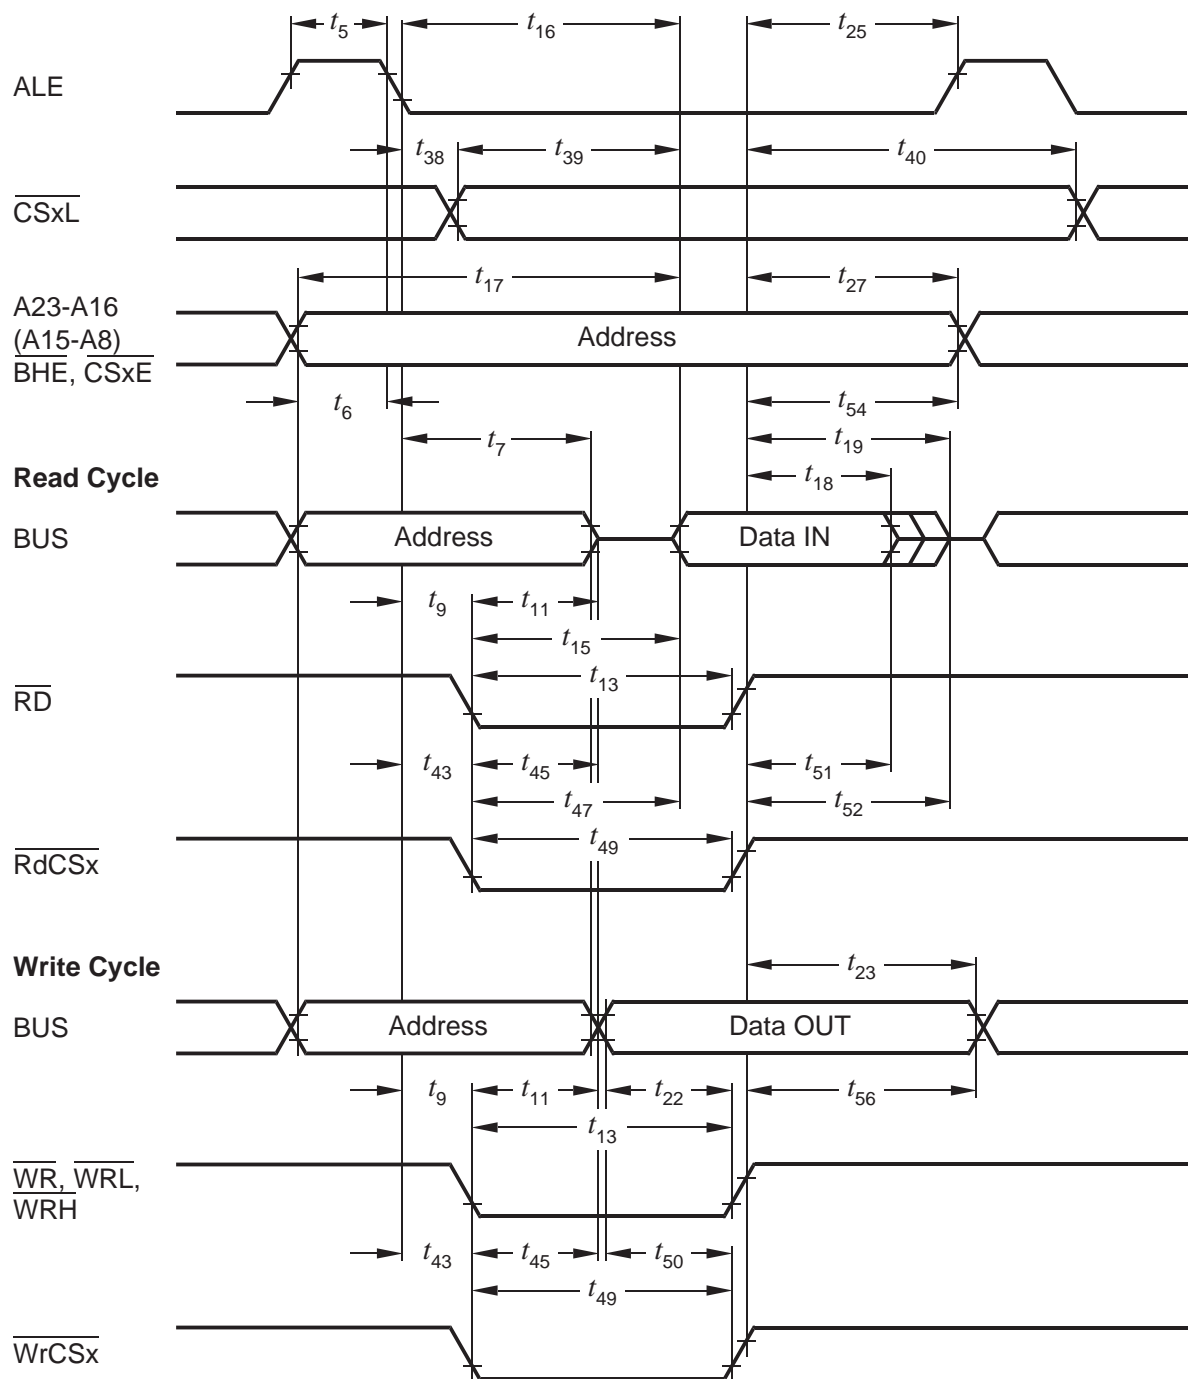 t5 t16 t25
ALE
t38 t39 t40
CSxL
t17 t27
A23-A16
(A15-A8)
BHE, CSxE
Address
t6 t54
t7 t19
Read Cycle
t18
BUS Address Data IN
t9 t11
t15
t13
RD
t43 t45 t51
t47 t52
t49
RdCSx
Write Cycle
t23
BUS Address Data OUT
t9 t11 t22 t56
t13
WR, WRL,
WRH
t43 t45 t50
t49
WrCSx